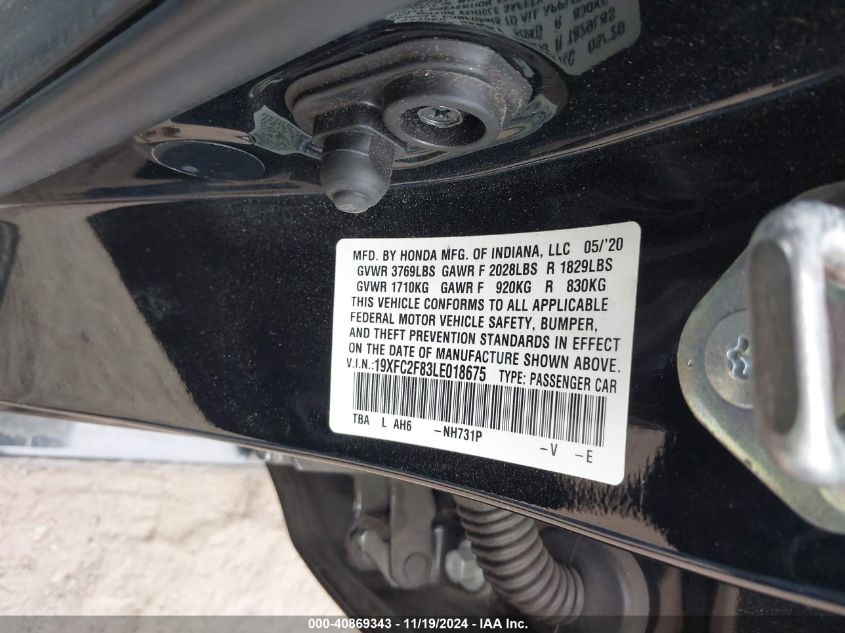 MFD. BY HONDA MFG. OF INDIANA, LLC 05/'20
GVWR 3769LBS GAWR F 2028LBS R 1829LBS
GVWR 1710KG GAWR F 920KG R 830KG
THIS VEHICLE CONFORMS TO ALL APPLICABLE
FEDERAL MOTOR VEHICLE SAFETY, BUMPER,
AND THEFT PREVENTION STANDARDS IN EFFECT
ON THE DATE OF MANUFACTURE SHOWN ABOVE.
V.I.N.:19XFC2F83LE018675 TYPE: PASSENGER CAR
TBA L AH6 -NH731P
-V -E
000-40869343 - 11/19/2024 - IAA Inc.